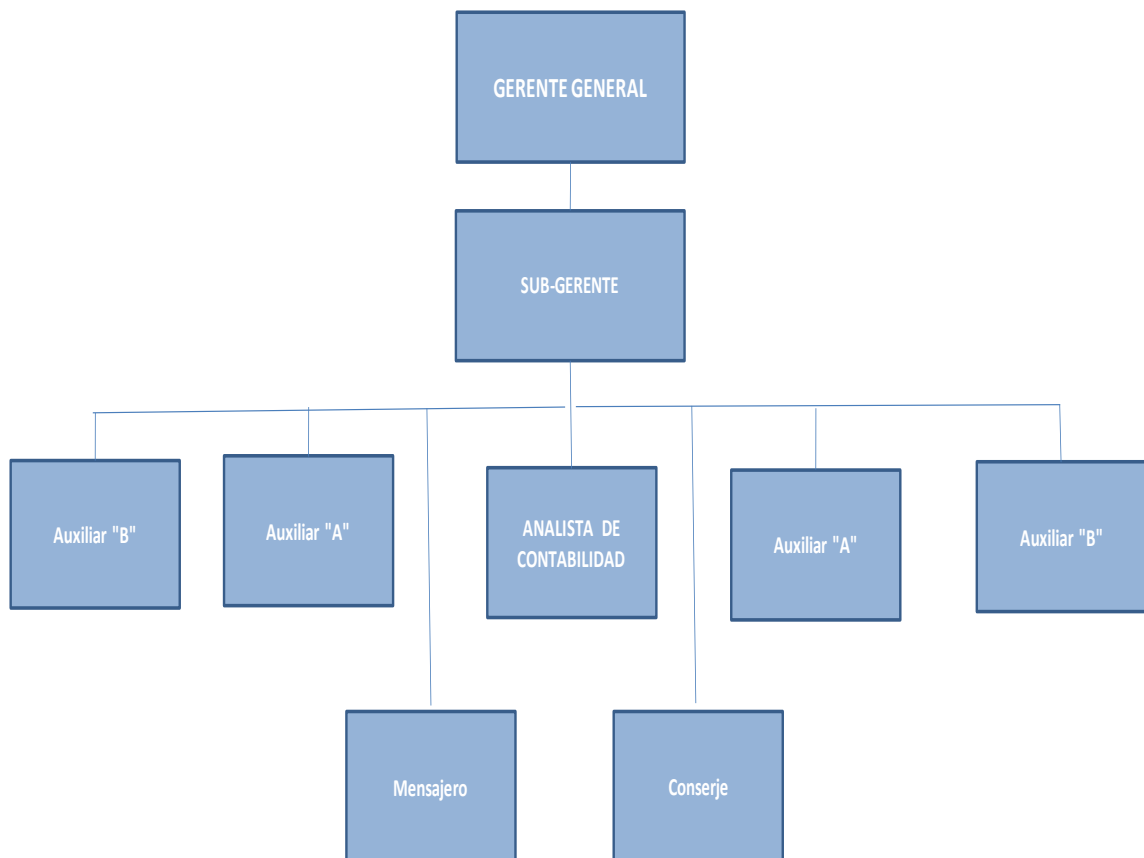 GERENTE GENERAL
SUB-GERENTE
Auxiliar "B"
Auxiliar "A"
ANALISTA DE
CONTABILIDAD
Auxiliar "A"
Auxiliar "B"
Mensajero
Conserje